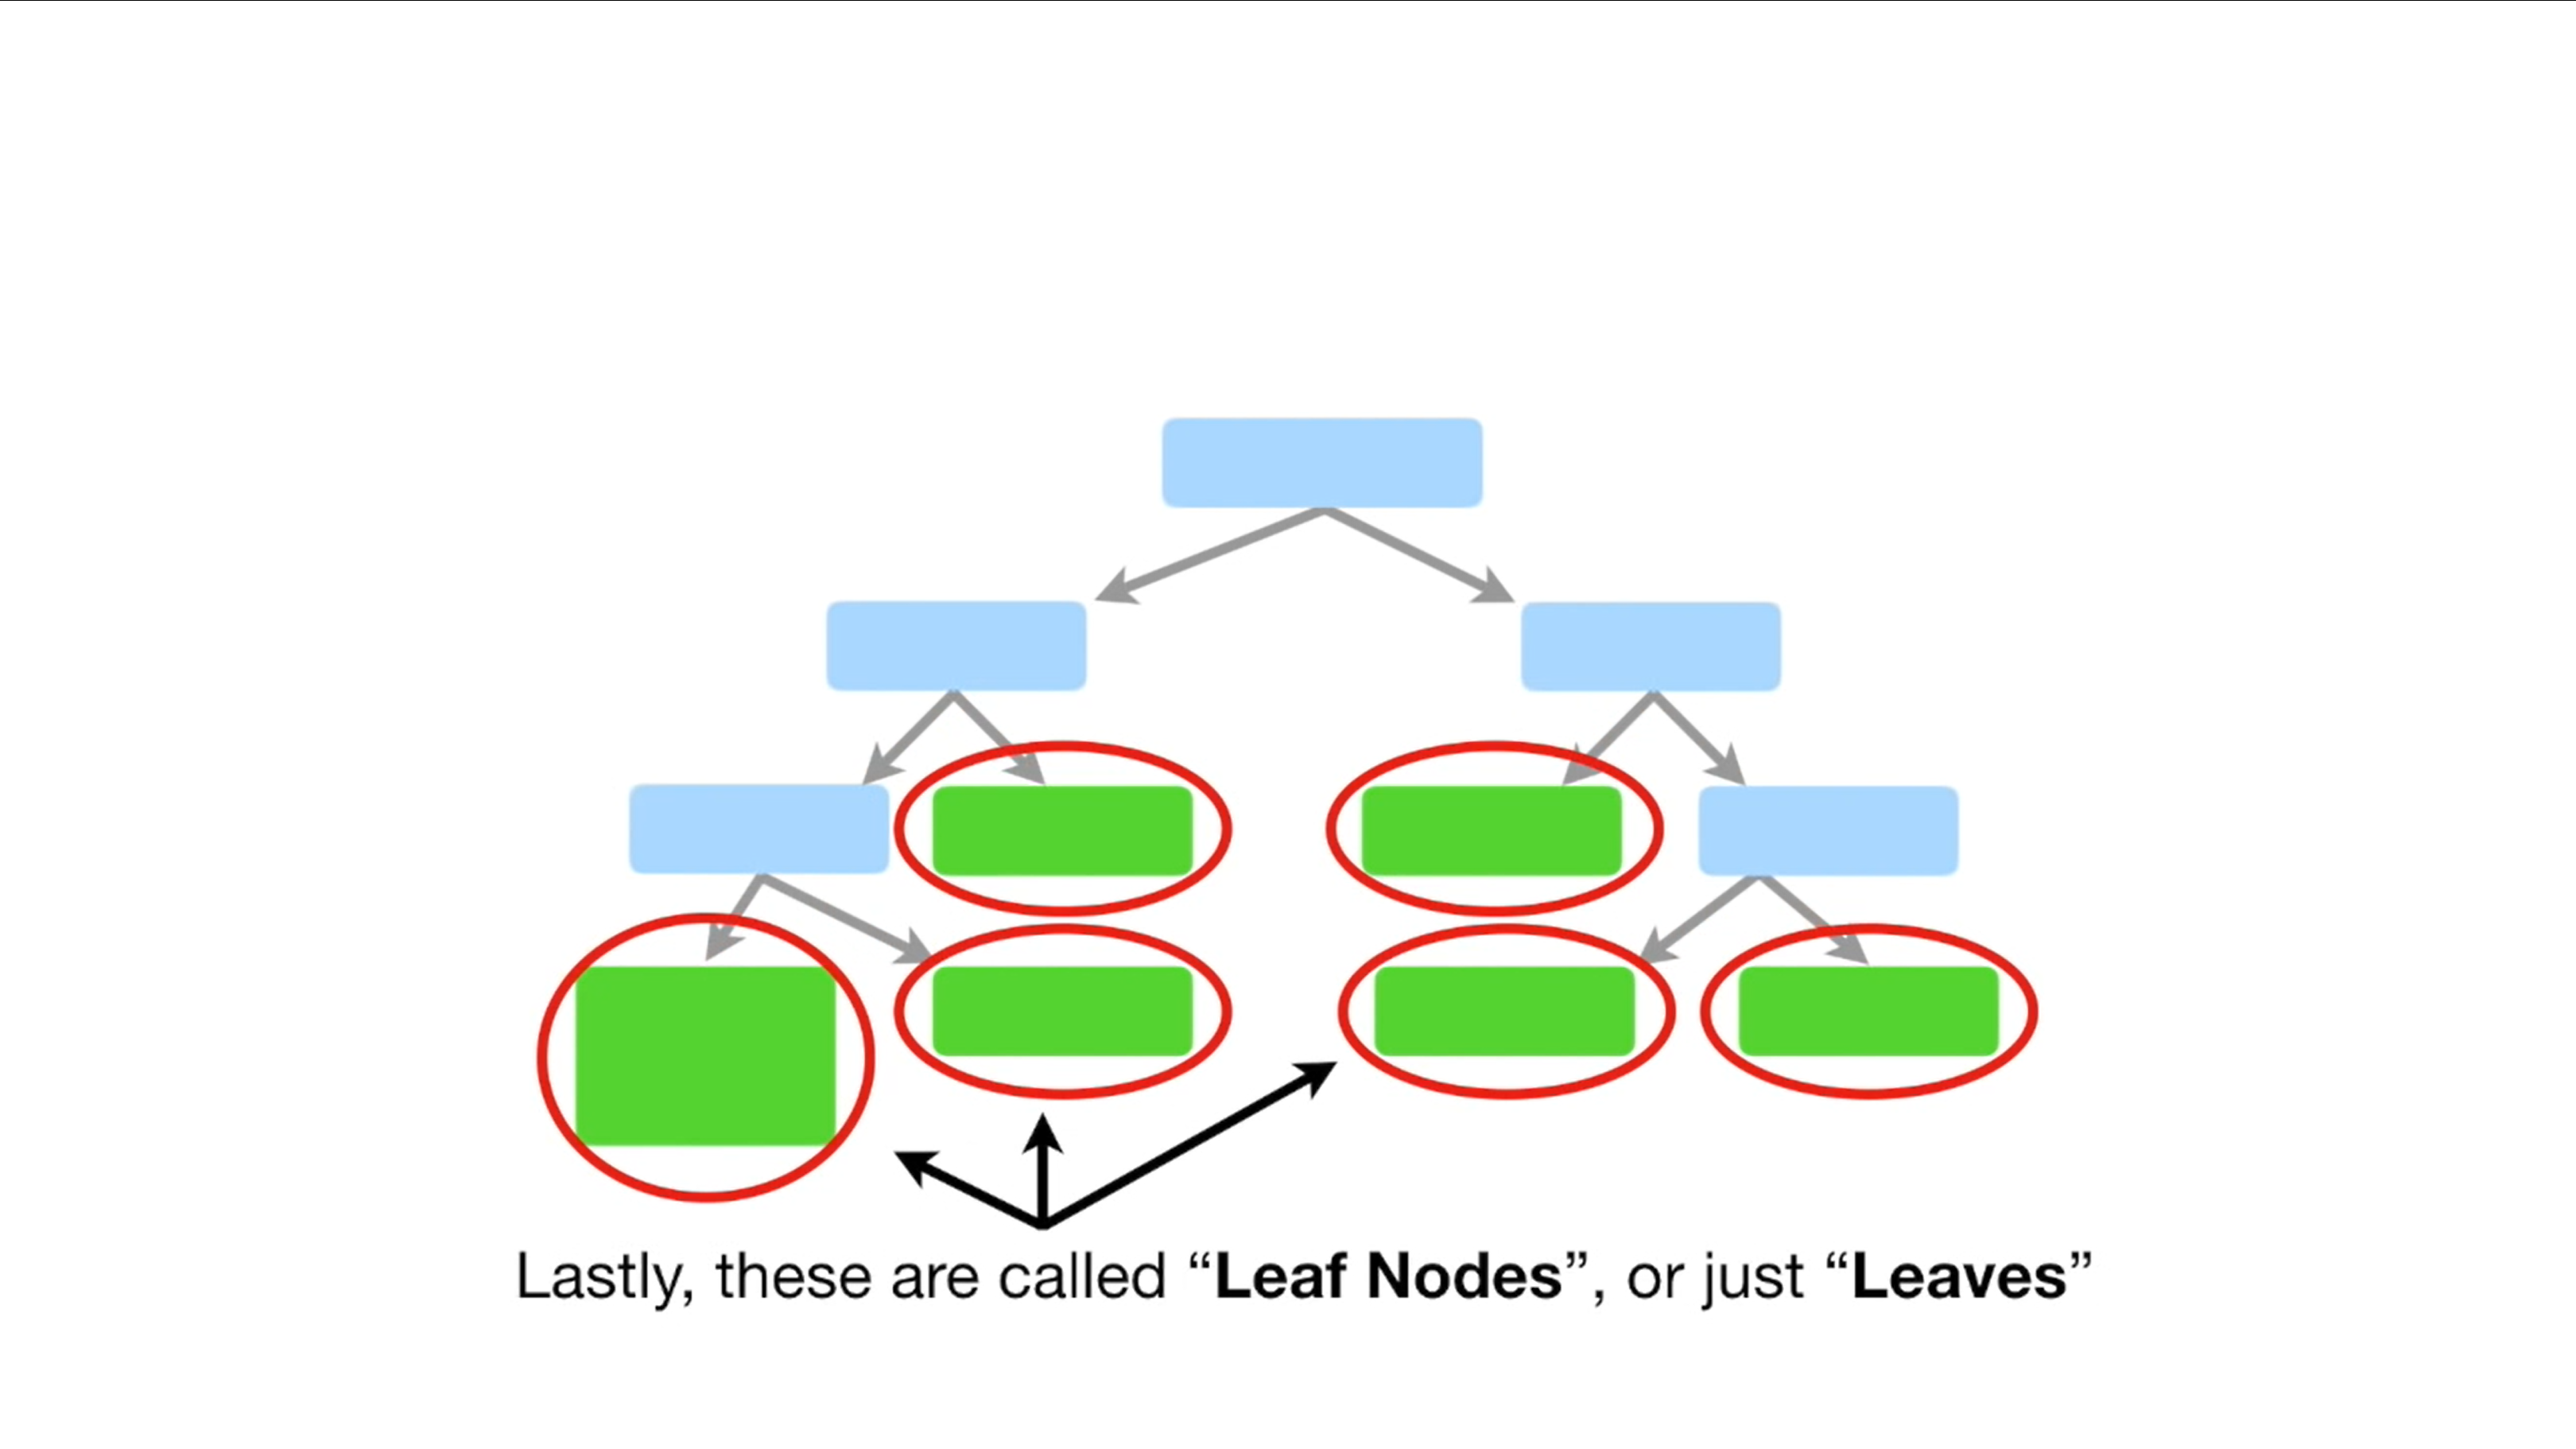 Lastly, these are called “Leaf Nodes”, or just “Leaves”